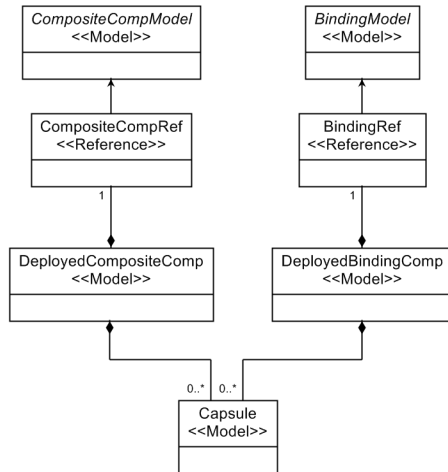 CompositeCompModel
<<Model>>
BindingModel
<<Model>>
CompositeCompRef
<<Reference>>
BindingRef
<<Reference>>
1
1
DeployedCompositeComp
<<Model>>
DeployedBindingComp
<<Model>>
0..*
0..*
Capsule
<<Model>>